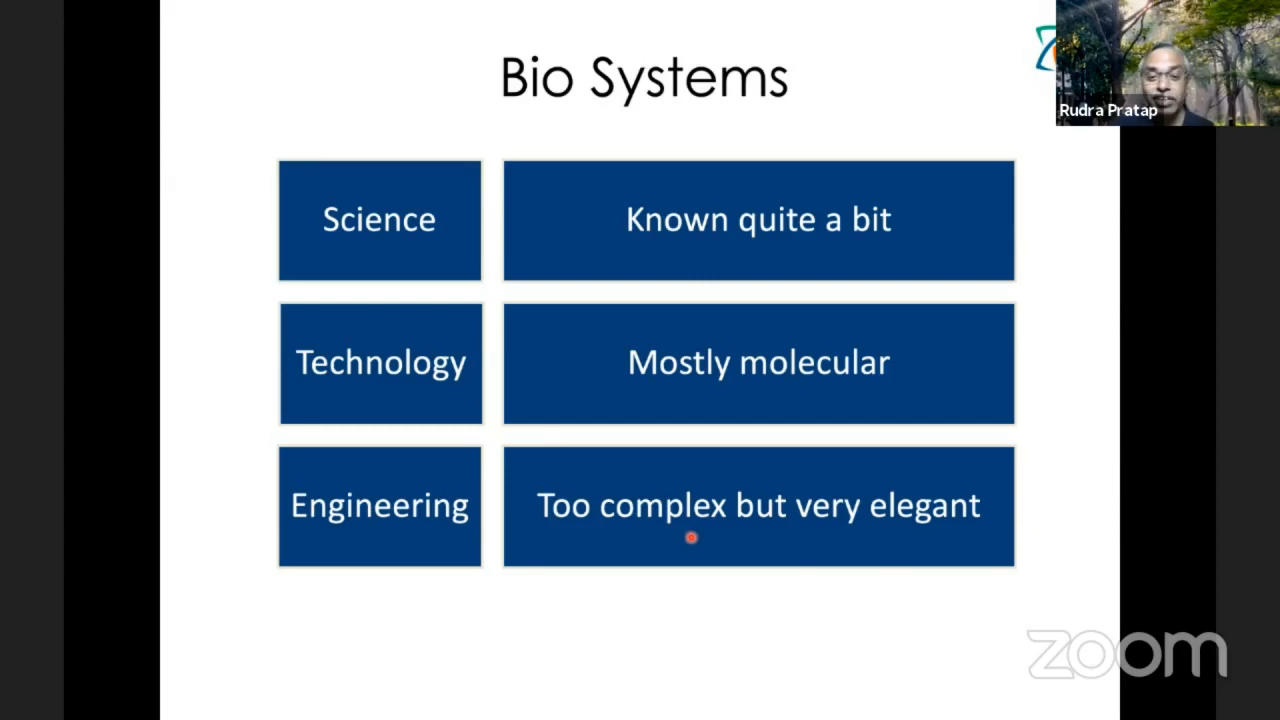 Bio Systems
Rudra Pratap
Science
Known quite a bit
Technology
Mostly molecular
Engineering
Too complex but very elegant
zoom